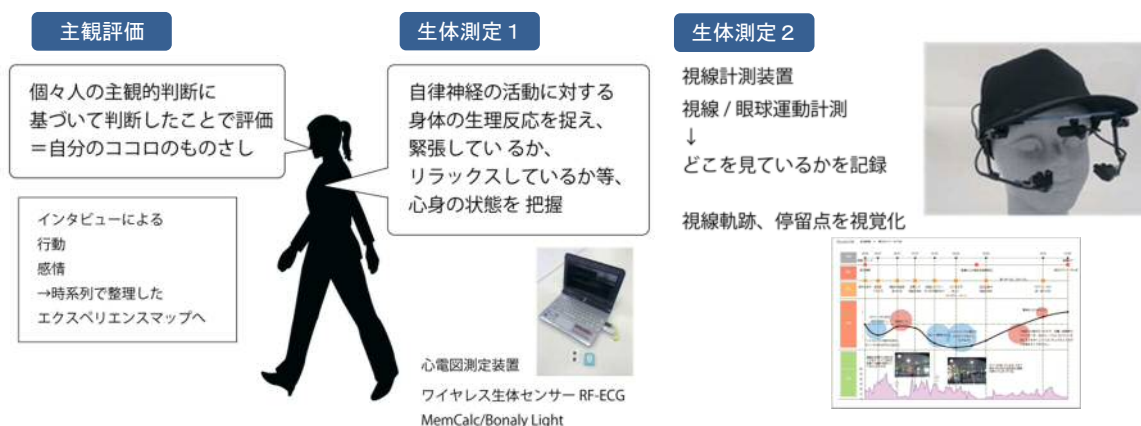 主観評価
個々人の主観的判断に
基づいて判断したことで評価
＝自分のココロのものさし
インタビューによる
行動
感情
→時系列で整理した
エクスペリエンスマップへ
生体測定1
自律神経の活動に対する
身体の生理反応を捉え、
緊張してい るか、
リラックスしているか等、
心身の状態を 把握
心電図測定装置
ワイヤレス生体センサー RF-ECG
MemCalc/Bonaly Light
生体測定２
視線計測装置
視線 / 眼球運動計測
↓
どこを見ているかを記録
視線軌跡、停留点を視覚化